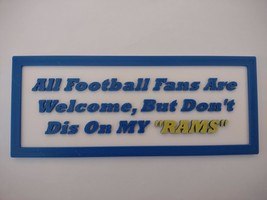 All Football Fans Are
Welcome, But Don't
Dis On MY "RAMS"